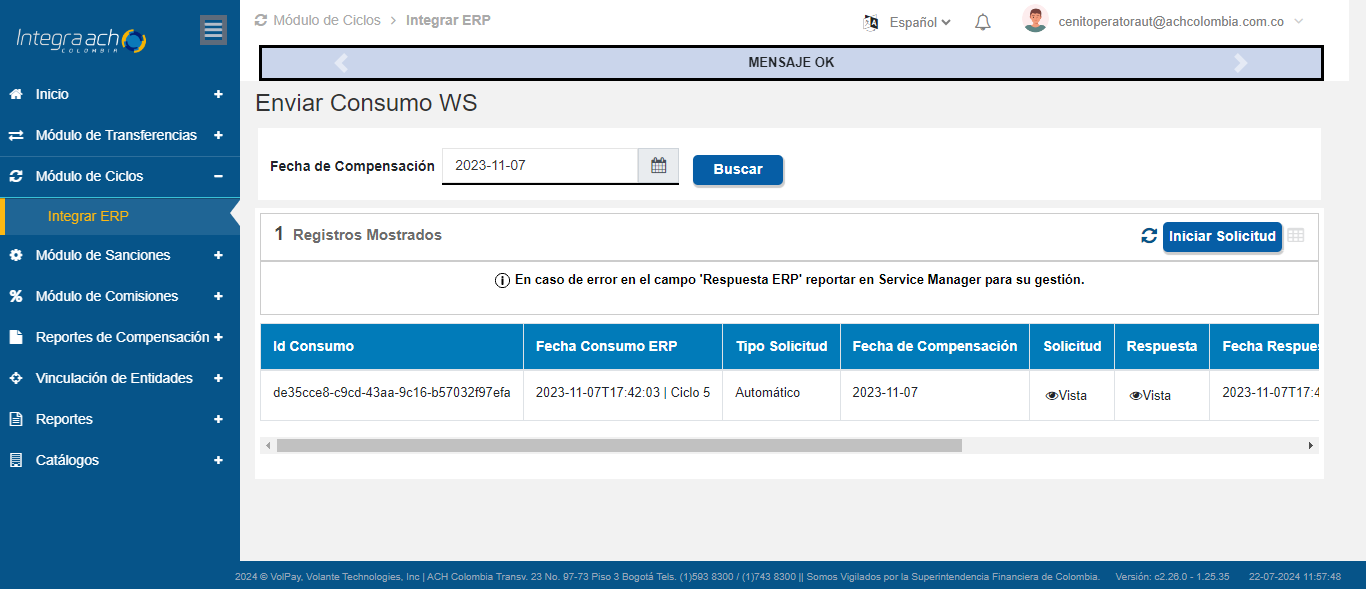 Integra ach
COLOMBIA
Módulo de Ciclos > Integrar ERP
Español
cenitoperatoraut@achcolombia.com.co
MENSAJE OK
Inicio +
Módulo de Transferencias +
Módulo de Ciclos −
Integrar ERP
Módulo de Sanciones +
Módulo de Comisiones +
Reportes de Compensación +
Vinculación de Entidades +
Reportes +
Catálogos +
Enviar Consumo WS
Fecha de Compensación 2023-11-07 Buscar
1 Registros Mostrados Iniciar Solicitud
En caso de error en el campo 'Respuesta ERP' reportar en Service Manager para su gestión.
Id Consumo Fecha Consumo ERP Tipo Solicitud Fecha de Compensación Solicitud Respuesta Fecha Respue
de35cce8-c9cd-43aa-9c16-b57032f97efa 2023-11-07T17:42:03 | Ciclo 5 Automático 2023-11-07 Vista Vista 2023-11-07T17:4
2024 © VolPay, Volante Technologies, Inc | ACH Colombia Transv. 23 No. 97-73 Piso 3 Bogotá Tels. (1)593 8300 / (1)743 8300 || Somos Vigilados por la Superintendencia Financiera de Colombia. Versión: c2.26.0 - 1.25.35 22-07-2024 11:57:48